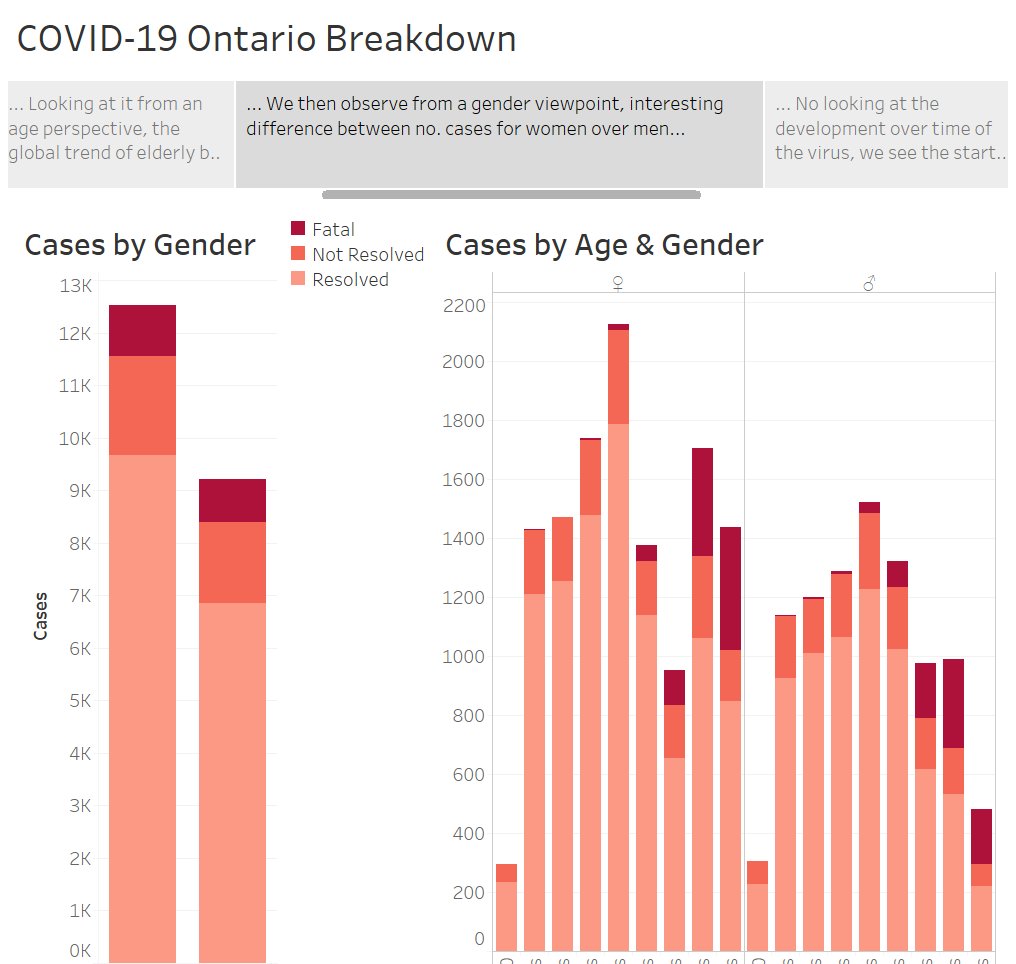 COVID-19 Ontario Breakdown
... Looking at it from an
age perspective, the
global trend of elderly b..
... We then observe from a gender viewpoint, interesting
difference between no. cases for women over men...
... No looking at the
development over time of
the virus, we see the start..
Cases by Gender
Fatal
Not Resolved
Resolved
Cases by Age & Gender
♀
♂
13K
12K
11K
10K
9K
8K
7K
6K
5K
4K
3K
2K
1K
0K
Cases
2200
2000
1800
1600
1400
1200
1000
800
600
400
200
0